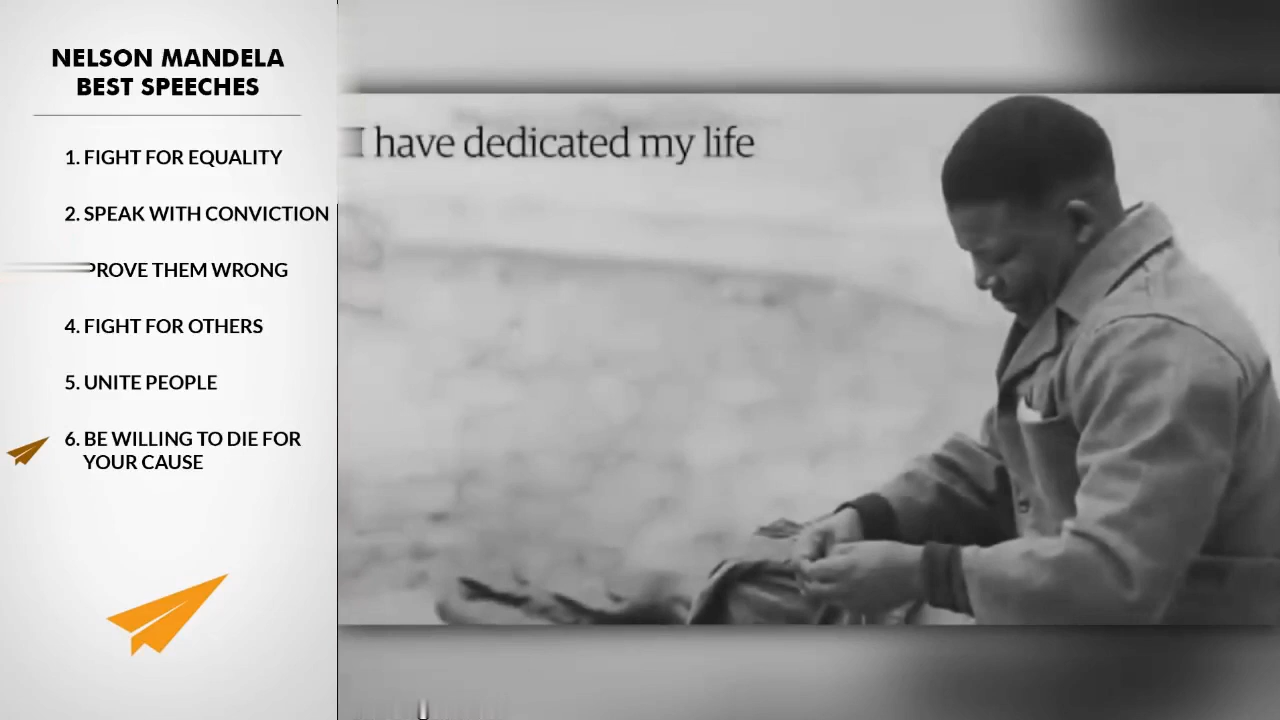 NELSON MANDELA
BEST SPEECHES
1. FIGHT FOR EQUALITY
2. SPEAK WITH CONVICTION
PROVE THEM WRONG
4. FIGHT FOR OTHERS
5. UNITE PEOPLE
6. BE WILLING TO DIE FOR
YOUR CAUSE
I have dedicated my life